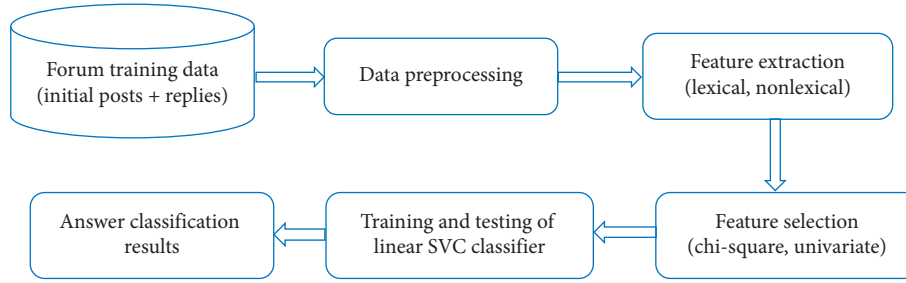 Forum training data
(initial posts + replies)
Data preprocessing
Feature extraction
(lexical, nonlexical)
Answer classification
results
Training and testing of
linear SVC classifier
Feature selection
(chi-square, univariate)